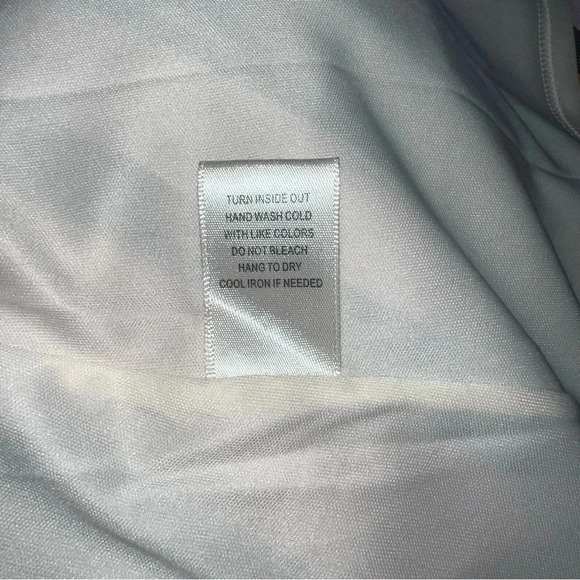 TURN INSIDE OUT
HAND WASH COLD
WITH LIKE COLORS
DO NOT BLEACH
HANG TO DRY
COOL IRON IF NEEDED